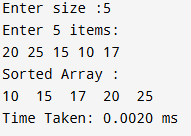 Enter size :5
Enter 5 items:
20 25 15 10 17
Sorted Array :
10  15  17  20  25
Time Taken: 0.0020 ms